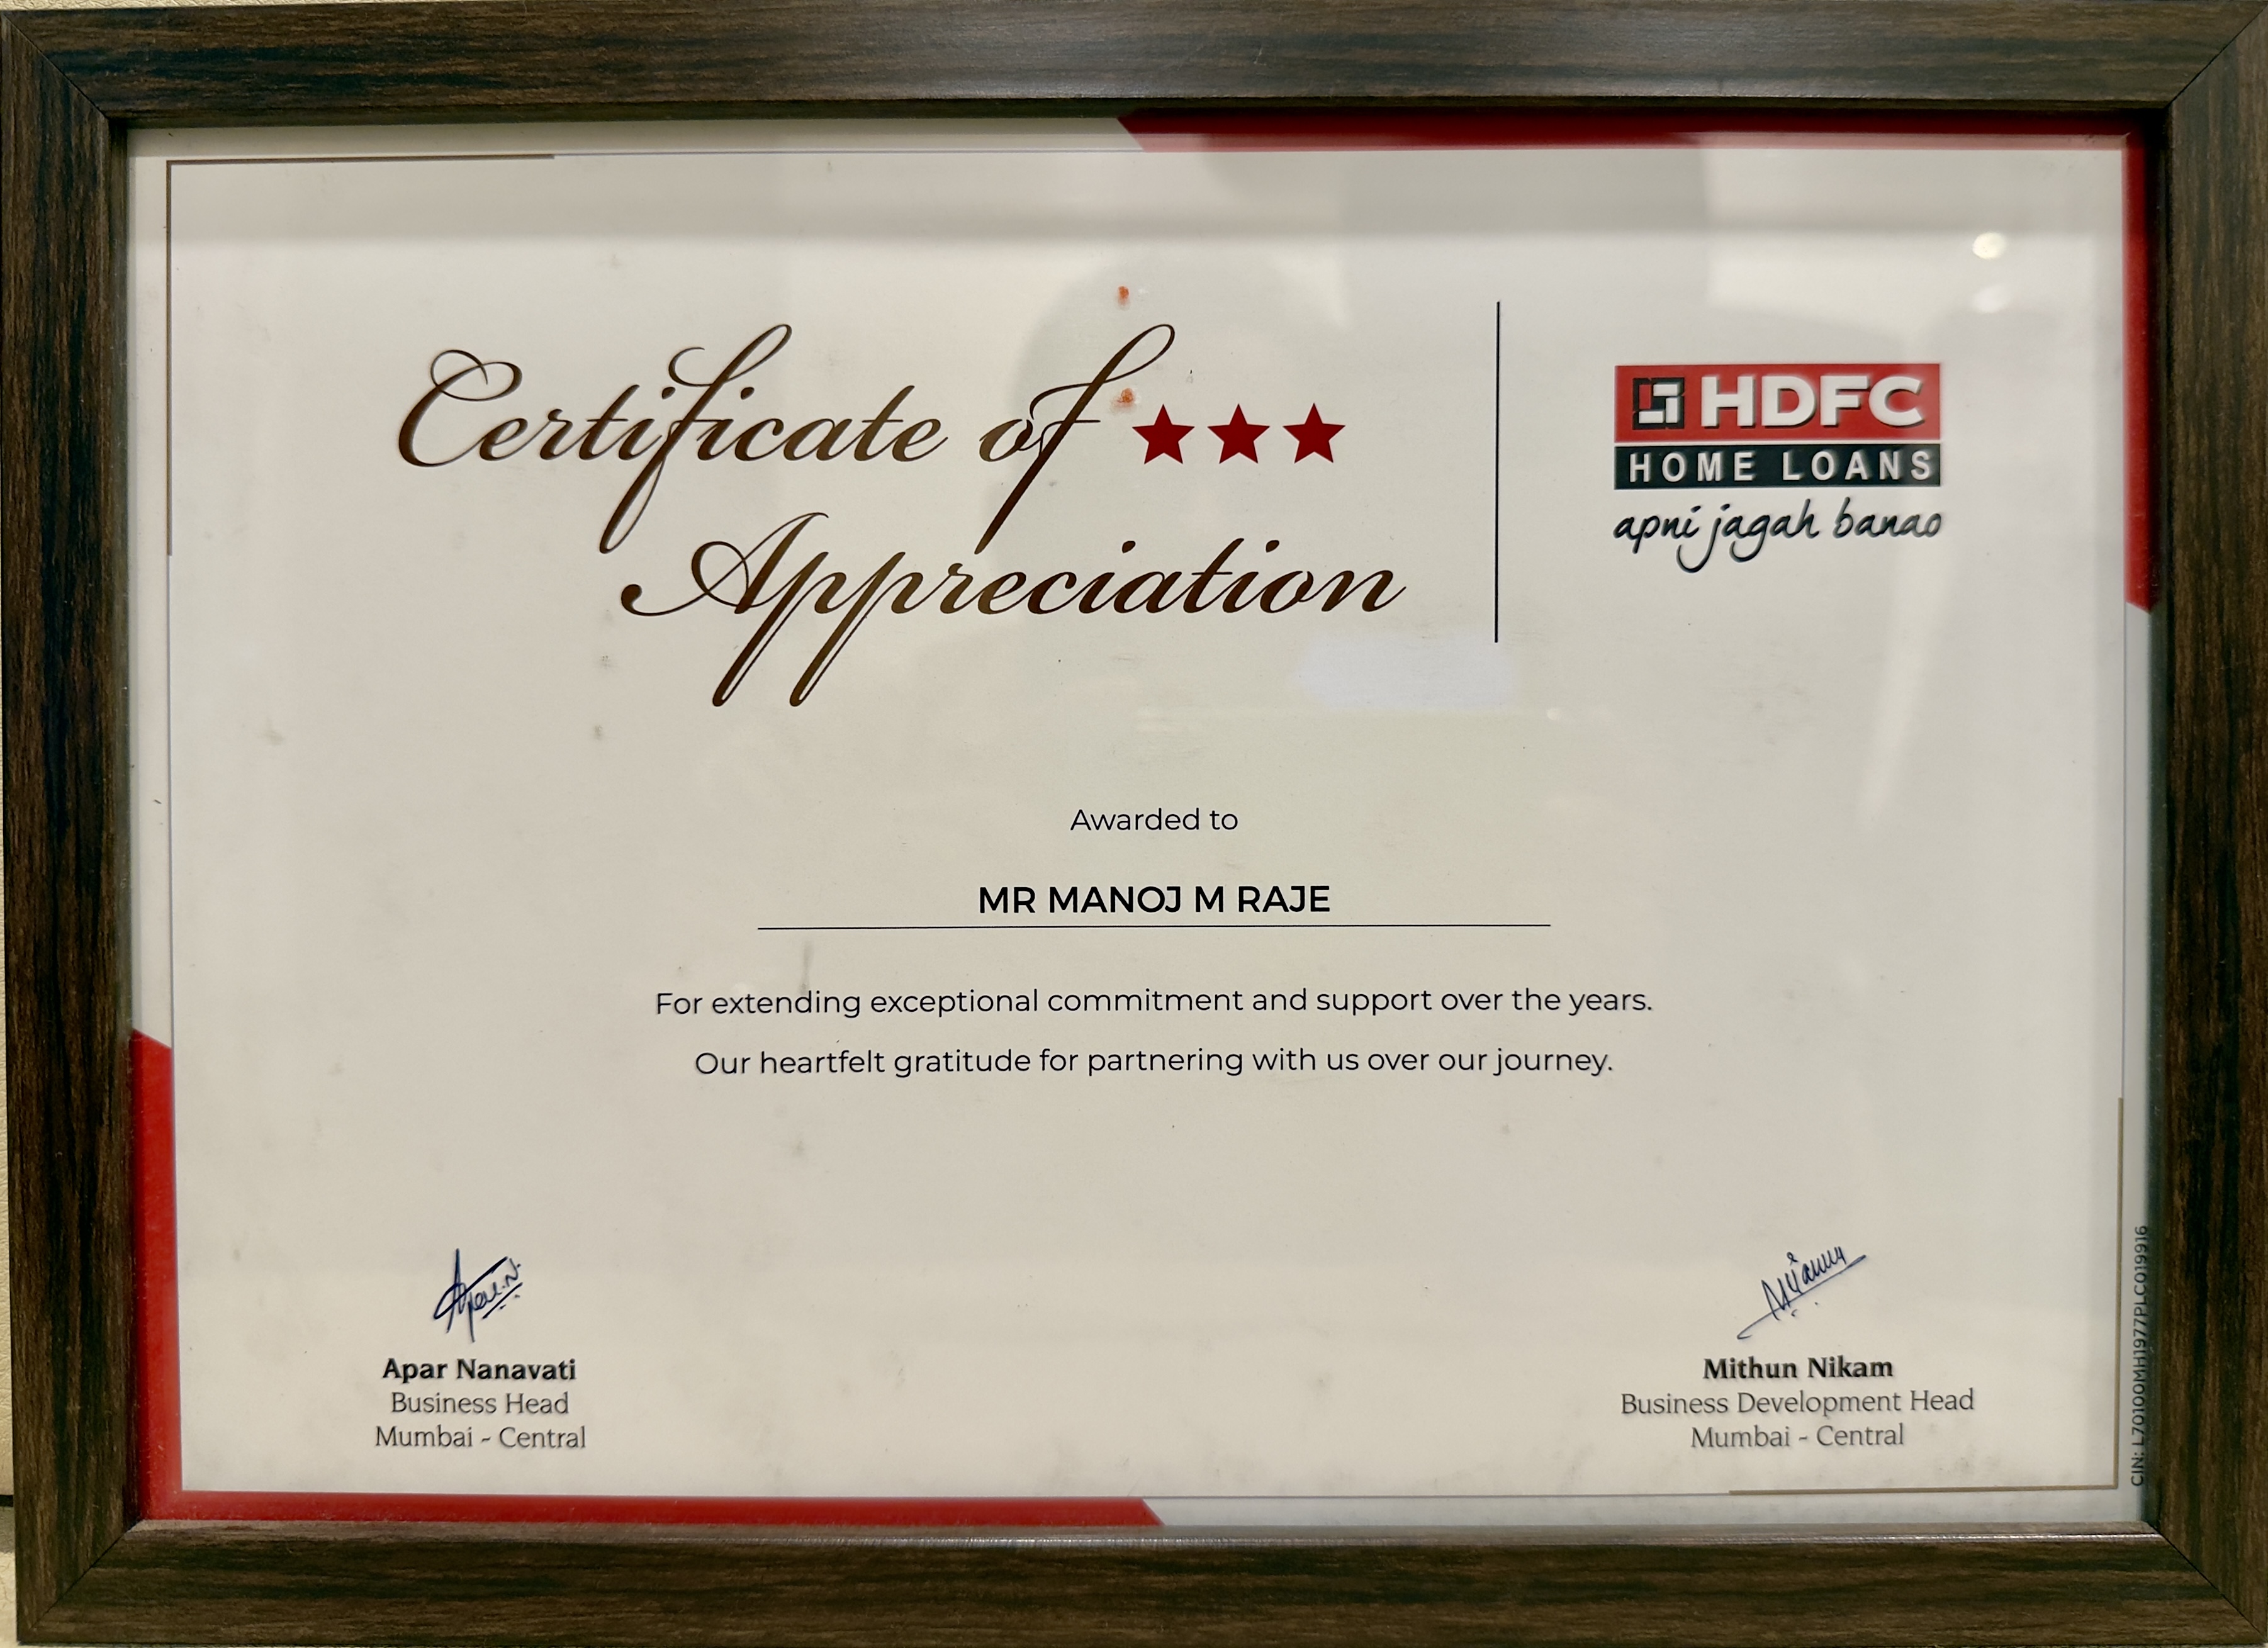 Certificate of
Appreciation
HDFC
HOME LOANS
apni jagah banao
Awarded to
MR MANOJ M RAJE
For extending exceptional commitment and support over the years.
Our heartfelt gratitude for partnering with us over our journey.
Apar Nanavati
Business Head
Mumbai - Central
Mithun Nikam
Business Development Head
Mumbai - Central
CIN: L70100MH1977PLC019916